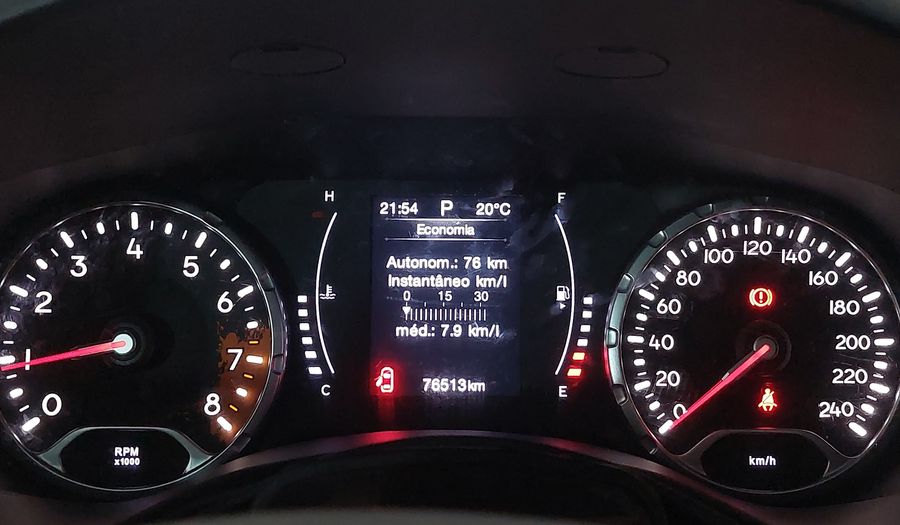 0
1
2
3
4
5
6
7
8
RPM
x1000
H
C
21:54 P 20°C
Economia
Autonom.: 76 km
Instantâneo km/l
0 15 30
méd.: 7.9 km/l
76513km
F
E
0
20
40
60
80
100
120
140
160
180
200
220
240
km/h